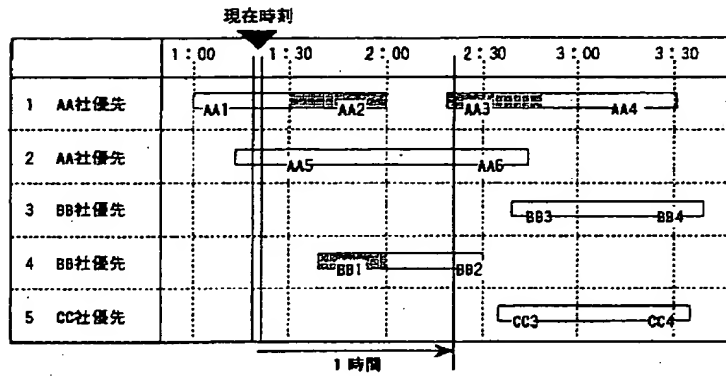 現在時刻
1:00 1:30 2:00 2:30 3:00 3:30
1 AA社優先 AA1 AA2 AA3 AA4
2 AA社優先 AA5 AA6
3 BB社優先 BB3 BB4
4 BB社優先 BB1 BB2
5 CC社優先 CC3 CC4
1時間